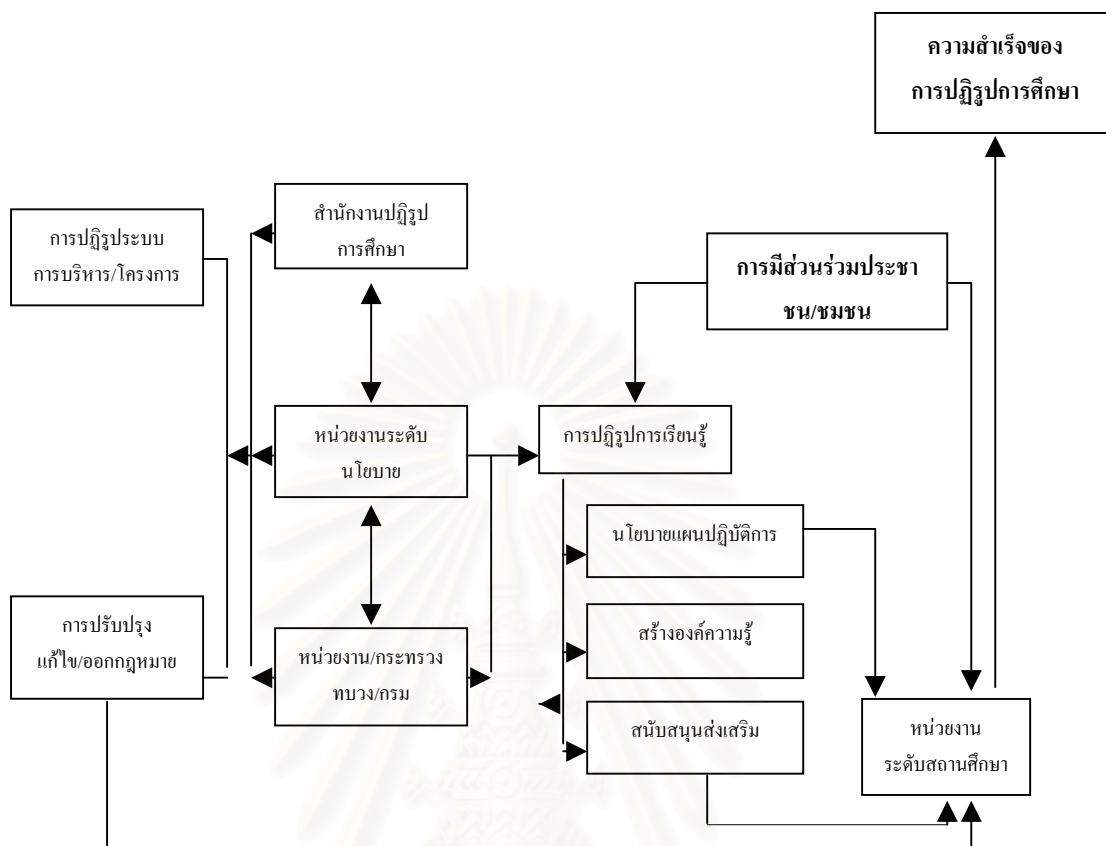 ความสำเร็จของ
การปฏิรูปการศึกษา
สำนักงานปฏิรูป
การศึกษา
การปฏิรูประบบ
การบริหาร/โครงการ
การมีส่วนร่วมประชา
ชน/ชมชน
หน่วยงานระดับ
นโยบาย
การปฏิรูปการเรียนรู้
นโยบายแผนปฏิบัติการ
การปรับปรุง
แก้ไข/ออกกฎหมาย
หน่วยงาน/กระทรวง
ทบวง/กรม
สร้างองค์ความรู้
สนับสนุนส่งเสริม
หน่วยงาน
ระดับสถานศึกษา